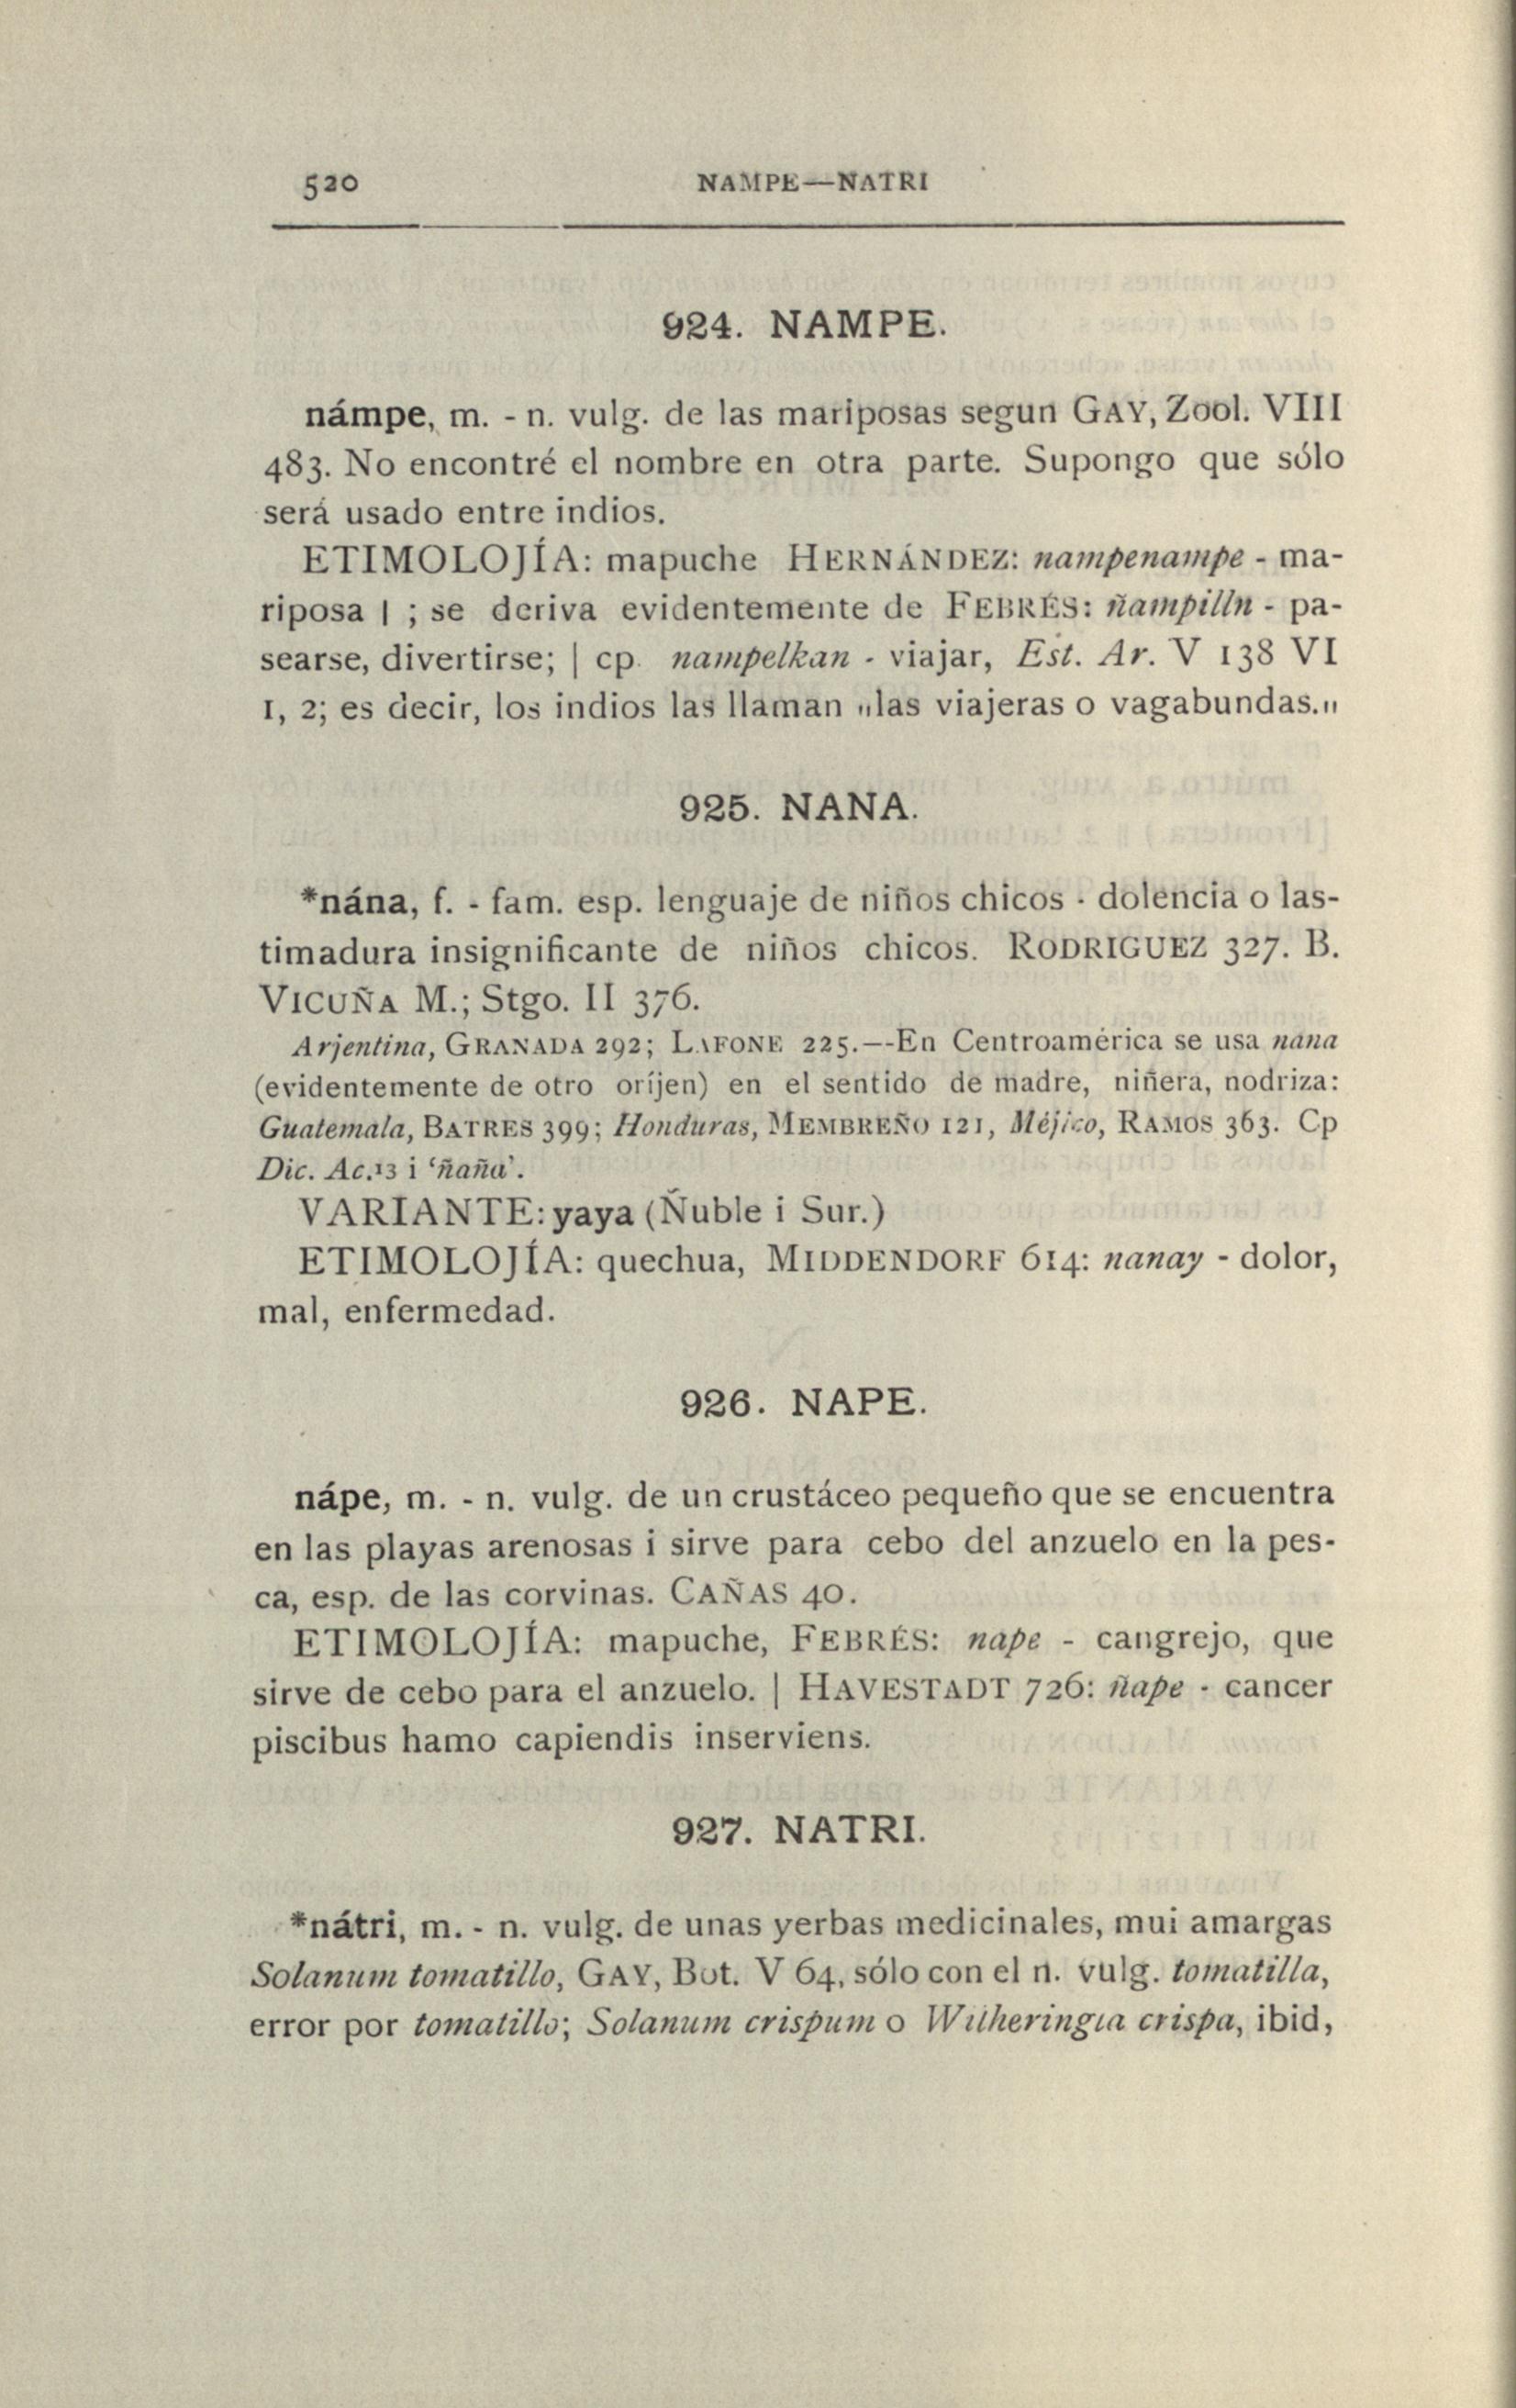 520 NAMPE—NATRI
924. NAMPE.
námpe, m. - n. vulg. de las mariposas segun GAY, Zool. VIII
483. No encontré el nombre en otra parte. Supongo que sólo
será usado entre indios.
ETIMOLOJÍA: mapuche HERNÁNDEZ: nampenampe - ma-
riposa | ; se deriva evidentemente de FEBRÉS: ñampilln - pa-
searse, divertirse; | cp. nampelkan - viajar, Est. Ar. V 138 VI
1, 2; es decir, los indios las llaman „las viajeras o vagabundas.„
925. NANA.
*nána, f. - fam. esp. lenguaje de niños chicos - dolencia o las-
timadura insignificante de niños chicos. RODRIGUEZ 327. B.
VICUÑA M.; Stgo. II 376.
Arjentina, GRANADA 292; LAFONE 225.—-En Centroamérica se usa nana
(evidentemente de otro oríjen) en el sentido de madre, niñera, nodriza:
Guatemala, BATRES 399; Honduras, MEMBREÑO 121, Méjico, RAMOS 363. Cp
Dic. Ac.13 i ‘ñaña’.
VARIANTE: yaya (Ñuble i Sur.)
ETIMOLOJÍA: quechua, MIDDENDORF 614: nanay - dolor,
mal, enfermedad.
926. NAPE.
nápe, m. - n. vulg. de un crustáceo pequeño que se encuentra
en las playas arenosas i sirve para cebo del anzuelo en la pes-
ca, esp. de las corvinas. CAÑAS 40.
ETIMOLOJÍA: mapuche, FEBRÉS: nape - cangrejo, que
sirve de cebo para el anzuelo. | HAVESTADT 726: ñape - cancer
piscibus hamo capiendis inserviens.
927. NATRI.
*nátri, m. - n. vulg. de unas yerbas medicinales, mui amargas
Solanum tomatillo, GAY, Bot. V 64, sólo con el n. vulg. tomatilla,
error por tomatillo; Solanum crispum o Witheringia crispa, ibid,